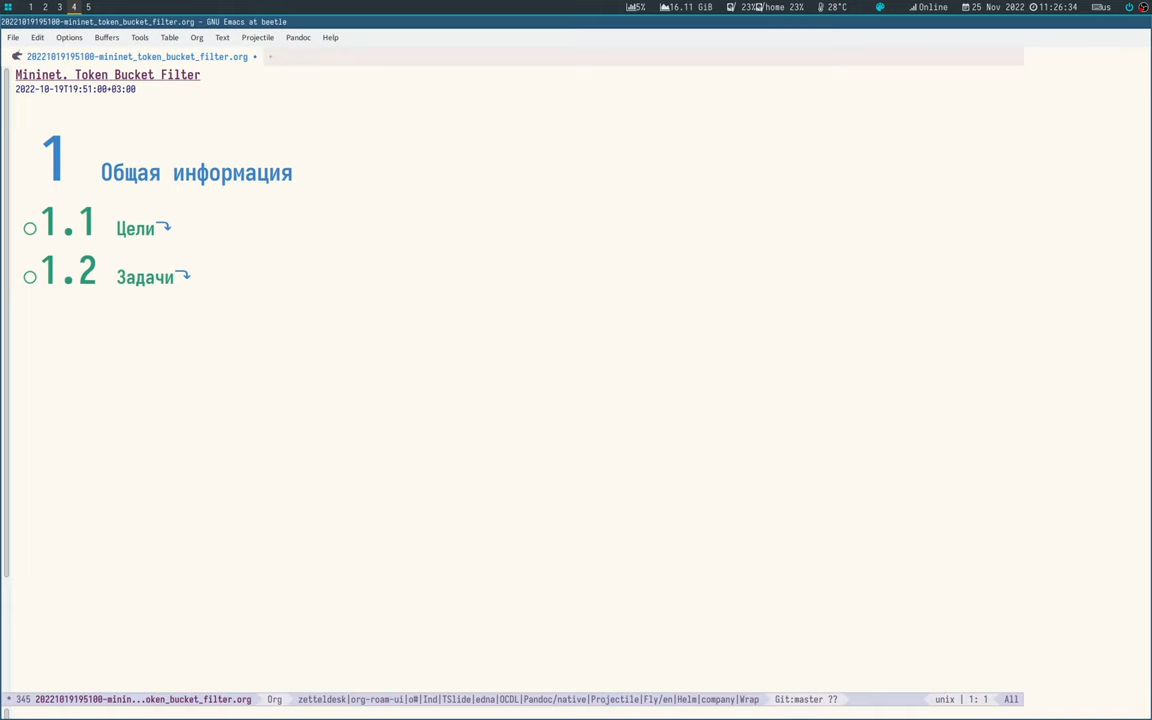 1 2 3 4 5 5% 16.11 GiB 23% /home 23% 28°C Online 25 Nov 2022 11:26:34 us
20221019195100-mininet_token_bucket_filter.org - GNU Emacs at beetle
File Edit Options Buffers Tools Table Org Text Projectile Pandoc Help
20221019195100-mininet_token_bucket_filter.org
Mininet. Token Bucket Filter
2022-10-19T19:51:00+03:00
1 Общая информация
1.1 Цели
1.2 Задачи
* 345 20221019195100-minin...oken_bucket_filter.org Org zetteldesk|org-roam-ui|o#|Ind|TSlide|edna|OCOL|Pandoc/native|Projectile|Fly/en|Helm|company|Wrap Git:master ?? unix | 1: 1 All